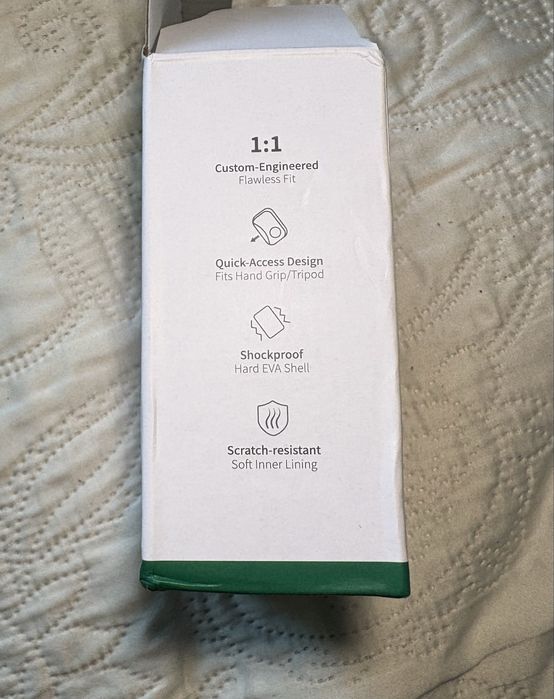 1:1
Custom-Engineered
Flawless Fit
Quick-Access Design
Fits Hand Grip/Tripod
Shockproof
Hard EVA Shell
Scratch-resistant
Soft Inner Lining